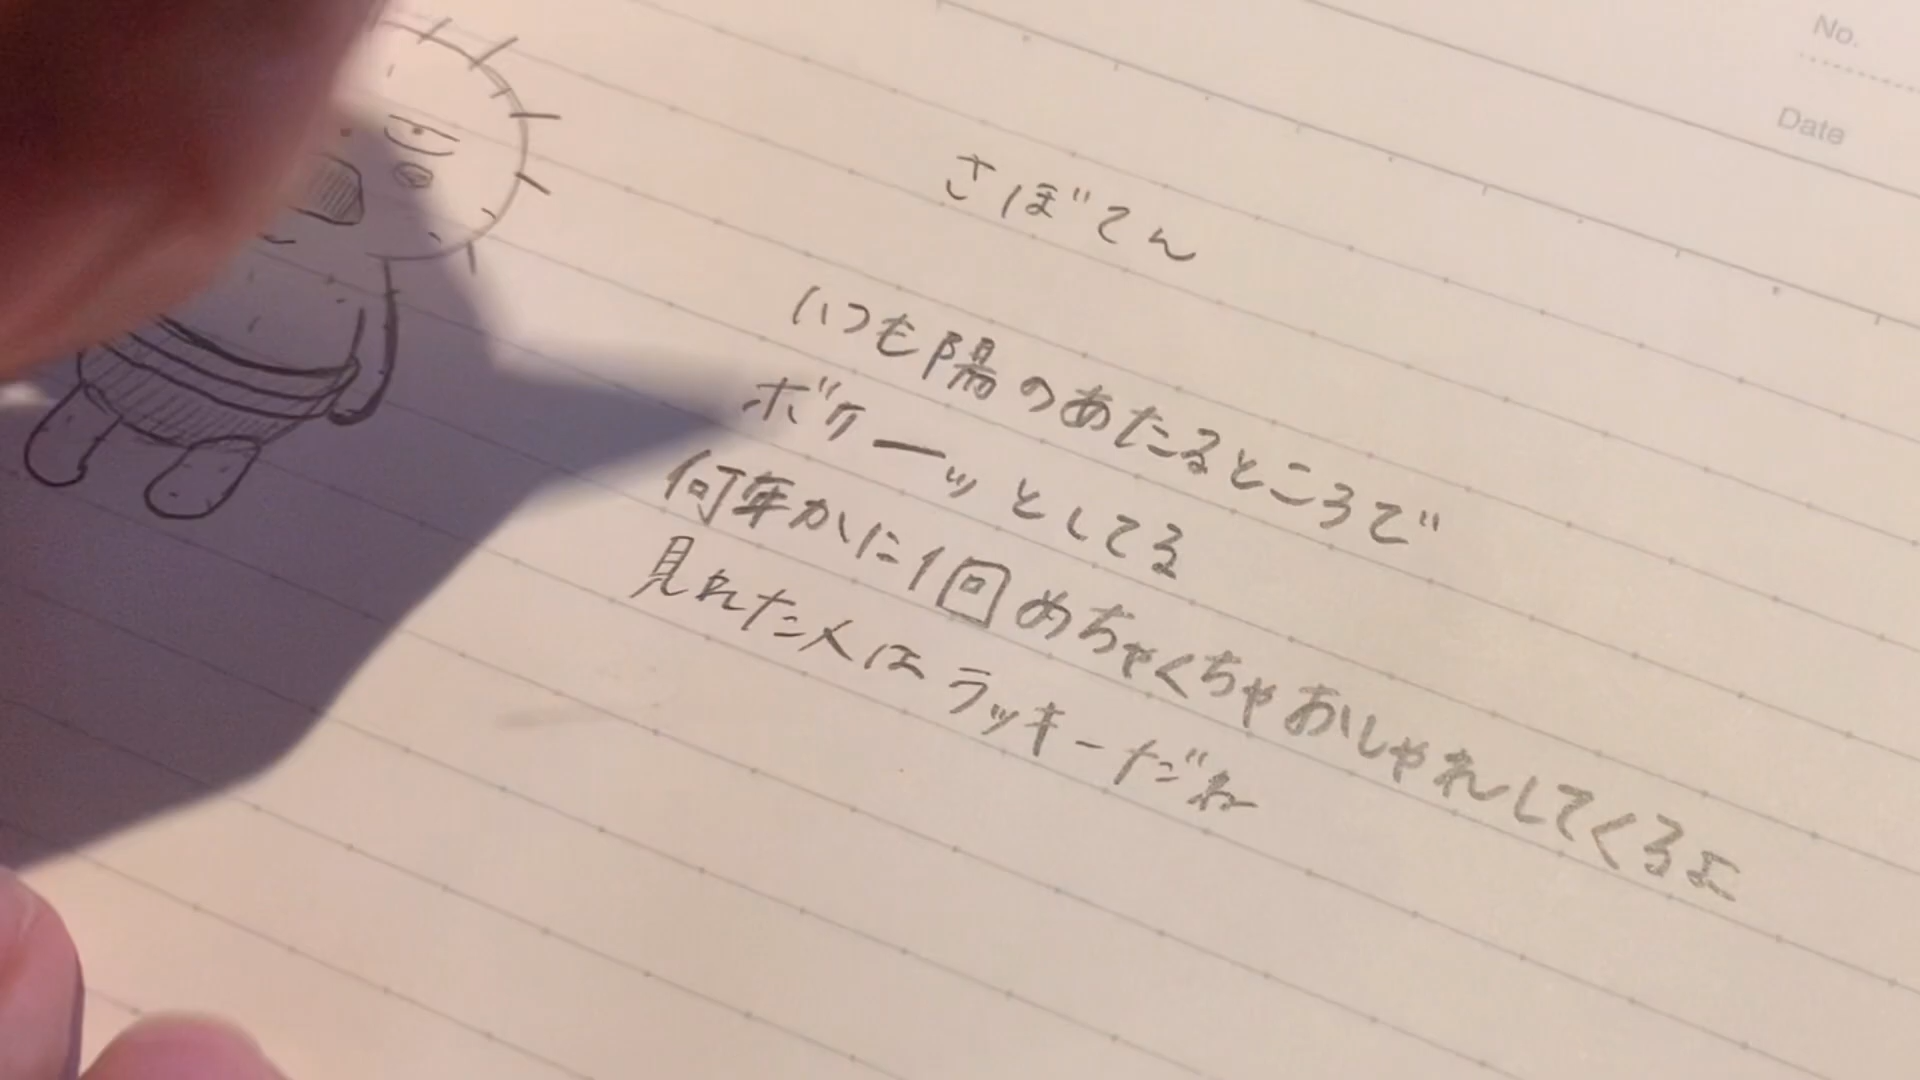 No.
Date
さぼてん
いつも陽のあたるところで
ボケーッとしてる
何年かに1回めちゃくちゃおしゃれしてくるよ
見れた人はラッキーだね